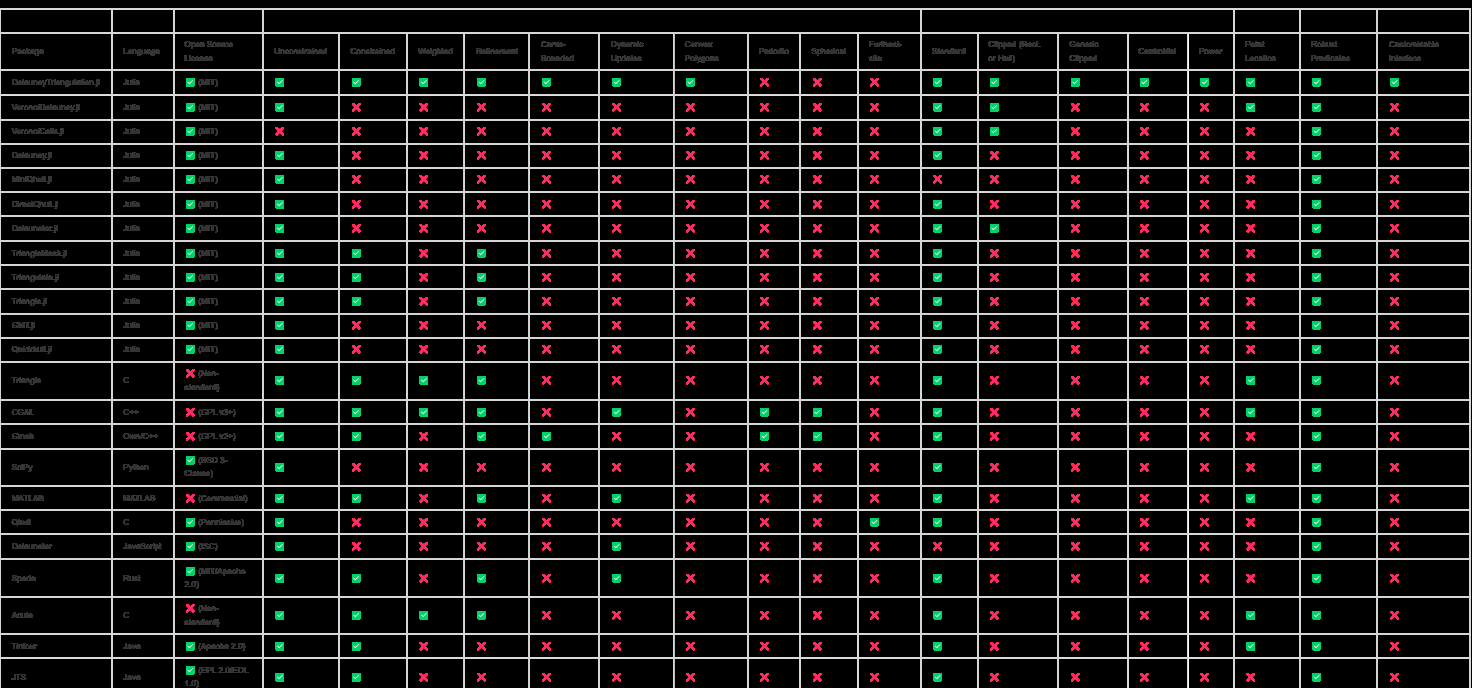 Package Language Open Source License Unconstrained Constrained Weighted Refinement Curve-Bounded Dynamic Updates Convex Polygons Periodic Spherical Furthest-site Standard Clipped (Rect. or Hull) Generic Clipped Centroidal Power Point Location Robust Predicates Customisable Interface
DelaunayTriangulation.jl Julia ✅ (MIT) ✅ ✅ ✅ ✅ ✅ ✅ ✅ ❌ ❌ ❌ ✅ ✅ ✅ ✅ ✅ ✅ ✅ ✅
VoronoiDelaunay.jl Julia ✅ (MIT) ✅ ❌ ❌ ❌ ❌ ❌ ❌ ❌ ❌ ❌ ✅ ✅ ❌ ❌ ❌ ✅ ✅ ❌
VoronoiCells.jl Julia ✅ (MIT) ❌ ❌ ❌ ❌ ❌ ❌ ❌ ❌ ❌ ❌ ✅ ✅ ❌ ❌ ❌ ❌ ✅ ❌
Delaunay.jl Julia ✅ (MIT) ✅ ❌ ❌ ❌ ❌ ❌ ❌ ❌ ❌ ❌ ✅ ❌ ❌ ❌ ❌ ❌ ✅ ❌
MiniQhull.jl Julia ✅ (MIT) ✅ ❌ ❌ ❌ ❌ ❌ ❌ ❌ ❌ ❌ ❌ ❌ ❌ ❌ ❌ ❌ ✅ ❌
DirectQhull.jl Julia ✅ (MIT) ✅ ❌ ❌ ❌ ❌ ❌ ❌ ❌ ❌ ❌ ✅ ❌ ❌ ❌ ❌ ❌ ✅ ❌
Delaunator.jl Julia ✅ (MIT) ✅ ❌ ❌ ❌ ❌ ❌ ❌ ❌ ❌ ❌ ✅ ✅ ❌ ❌ ❌ ❌ ✅ ❌
TriangleMesh.jl Julia ✅ (MIT) ✅ ✅ ❌ ✅ ❌ ❌ ❌ ❌ ❌ ❌ ✅ ❌ ❌ ❌ ❌ ❌ ✅ ❌
Triangulate.jl Julia ✅ (MIT) ✅ ✅ ❌ ✅ ❌ ❌ ❌ ❌ ❌ ❌ ✅ ❌ ❌ ❌ ❌ ❌ ✅ ❌
Triangle.jl Julia ✅ (MIT) ✅ ✅ ❌ ✅ ❌ ❌ ❌ ❌ ❌ ❌ ✅ ❌ ❌ ❌ ❌ ❌ ✅ ❌
GMT.jl Julia ✅ (MIT) ✅ ❌ ❌ ❌ ❌ ❌ ❌ ❌ ❌ ❌ ✅ ❌ ❌ ❌ ❌ ❌ ✅ ❌
Quickhull.jl Julia ✅ (MIT) ✅ ❌ ❌ ❌ ❌ ❌ ❌ ❌ ❌ ❌ ✅ ❌ ❌ ❌ ❌ ❌ ✅ ❌
Triangle C ❌ (Non-standard) ✅ ✅ ✅ ✅ ❌ ❌ ❌ ❌ ❌ ❌ ✅ ❌ ❌ ❌ ❌ ✅ ✅ ❌
CGAL C++ ❌ (GPL v3+) ✅ ✅ ✅ ✅ ❌ ✅ ❌ ✅ ✅ ❌ ✅ ❌ ❌ ❌ ❌ ✅ ✅ ❌
Gmsh Own/C++ ❌ (GPL v2+) ✅ ✅ ❌ ✅ ✅ ❌ ❌ ✅ ✅ ❌ ✅ ❌ ❌ ❌ ❌ ❌ ✅ ❌
SciPy Python ✅ (BSD 3-Clause) ✅ ❌ ❌ ❌ ❌ ❌ ❌ ❌ ❌ ❌ ✅ ❌ ❌ ❌ ❌ ❌ ✅ ❌
MATLAB MATLAB ❌ (Commercial) ✅ ✅ ❌ ✅ ❌ ✅ ❌ ❌ ❌ ❌ ✅ ❌ ❌ ❌ ❌ ✅ ✅ ❌
Qhull C ✅ (Permissive) ✅ ❌ ❌ ❌ ❌ ❌ ❌ ❌ ❌ ✅ ✅ ❌ ❌ ❌ ❌ ❌ ✅ ❌
Delaunator JavaScript ✅ (ISC) ✅ ❌ ❌ ❌ ❌ ✅ ❌ ❌ ❌ ❌ ❌ ❌ ❌ ❌ ❌ ❌ ✅ ❌
Spade Rust ✅ (MIT/Apache 2.0) ✅ ✅ ❌ ✅ ❌ ✅ ❌ ❌ ❌ ❌ ✅ ❌ ❌ ❌ ❌ ❌ ✅ ❌
Acute C ❌ (Non-standard) ✅ ✅ ✅ ✅ ❌ ❌ ❌ ❌ ❌ ❌ ✅ ❌ ❌ ❌ ❌ ✅ ✅ ❌
Tinfour Java ✅ (Apache 2.0) ✅ ✅ ❌ ❌ ❌ ❌ ❌ ❌ ❌ ❌ ✅ ❌ ❌ ❌ ❌ ✅ ✅ ❌
JTS Java ✅ (EPL 2.0/EDL 1.0) ✅ ✅ ❌ ❌ ❌ ❌ ❌ ❌ ❌ ❌ ✅ ❌ ❌ ❌ ❌ ❌ ✅ ❌